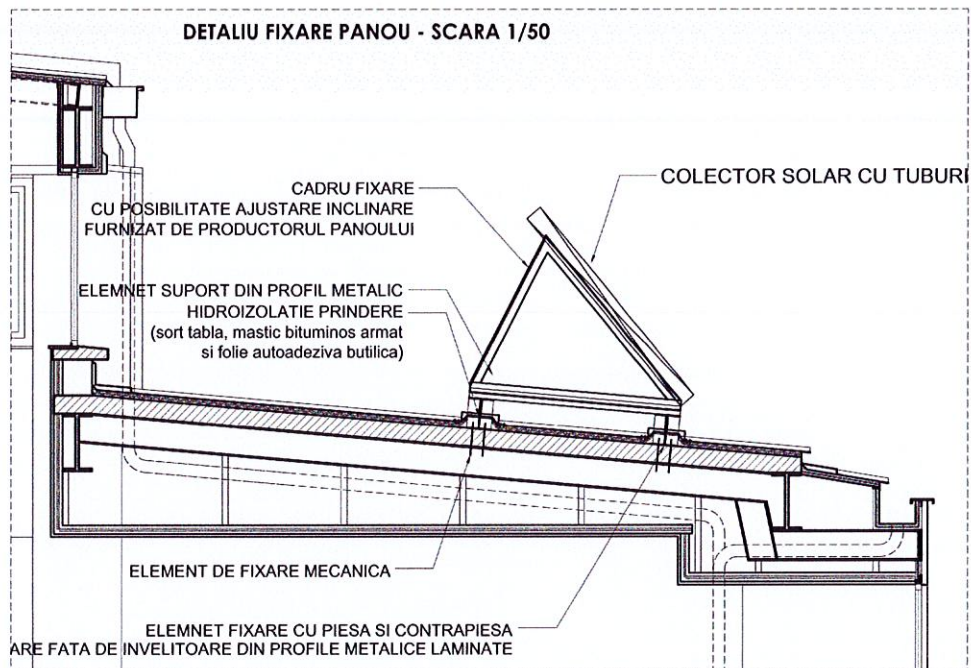 DETALIU FIXARE PANOU - SCARA 1/50
COLECTOR SOLAR CU TUBURI
CADRU FIXARE
CU POSIBILITATE AJUSTARE INCLINARE
FURNIZAT DE PRODUCTORUL PANOULUI
ELEMNET SUPORT DIN PROFIL METALIC
HIDROIZOLATIE PRINDERE
(sort tabla, mastic bituminos armat
si folie autoadeziva butilica)
ELEMENT DE FIXARE MECANICA
ELEMNET FIXARE CU PIESA SI CONTRAPIESA
ARE FATA DE INVELITOARE DIN PROFILE METALICE LAMINATE